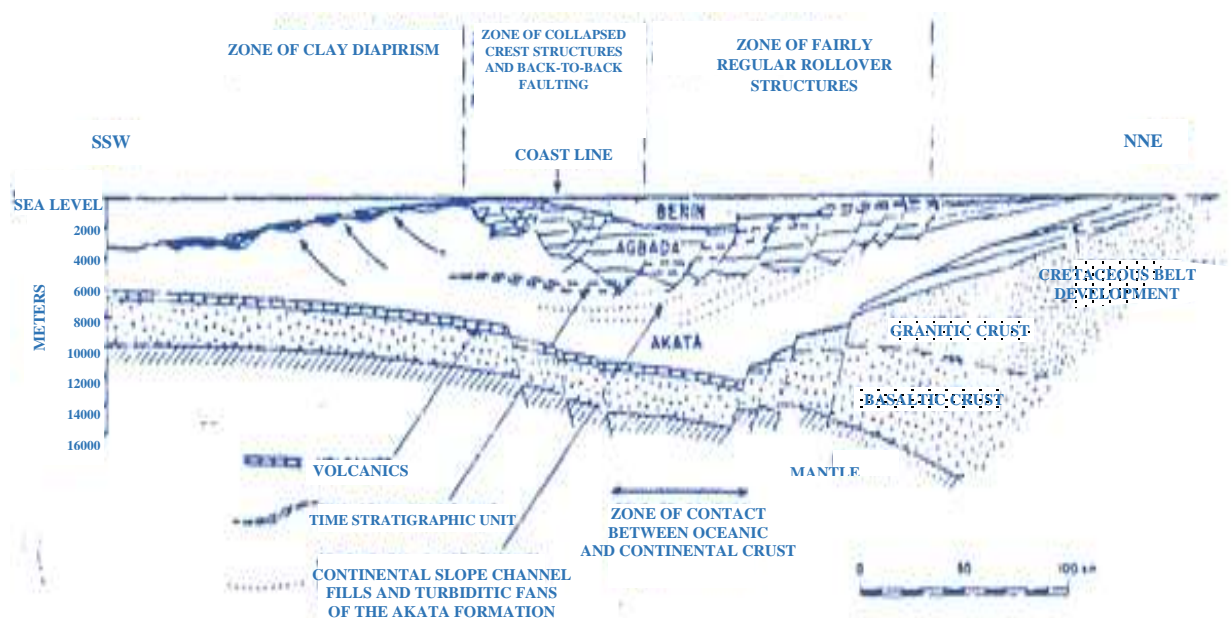 ZONE OF CLAY DIAPIRISM
ZONE OF COLLAPSED
CREST STRUCTURES
AND BACK-TO-BACK
FAULTING
ZONE OF FAIRLY
REGULAR ROLLOVER
STRUCTURES
SSW
NNE
COAST LINE
SEA LEVEL
2000
4000
6000
8000
10000
12000
14000
16000
METERS
BENIN
AGBADA
AKATA
CRETACEOUS BELT
DEVELOPMENT
GRANITIC CRUST
BASALTIC CRUST
MANTLE
VOLCANICS
TIME STRATIGRAPHIC UNIT
CONTINENTAL SLOPE CHANNEL
FILLS AND TURBIDITIC FANS
OF THE AKATA FORMATION
ZONE OF CONTACT
BETWEEN OCEANIC
AND CONTINENTAL CRUST
0
100